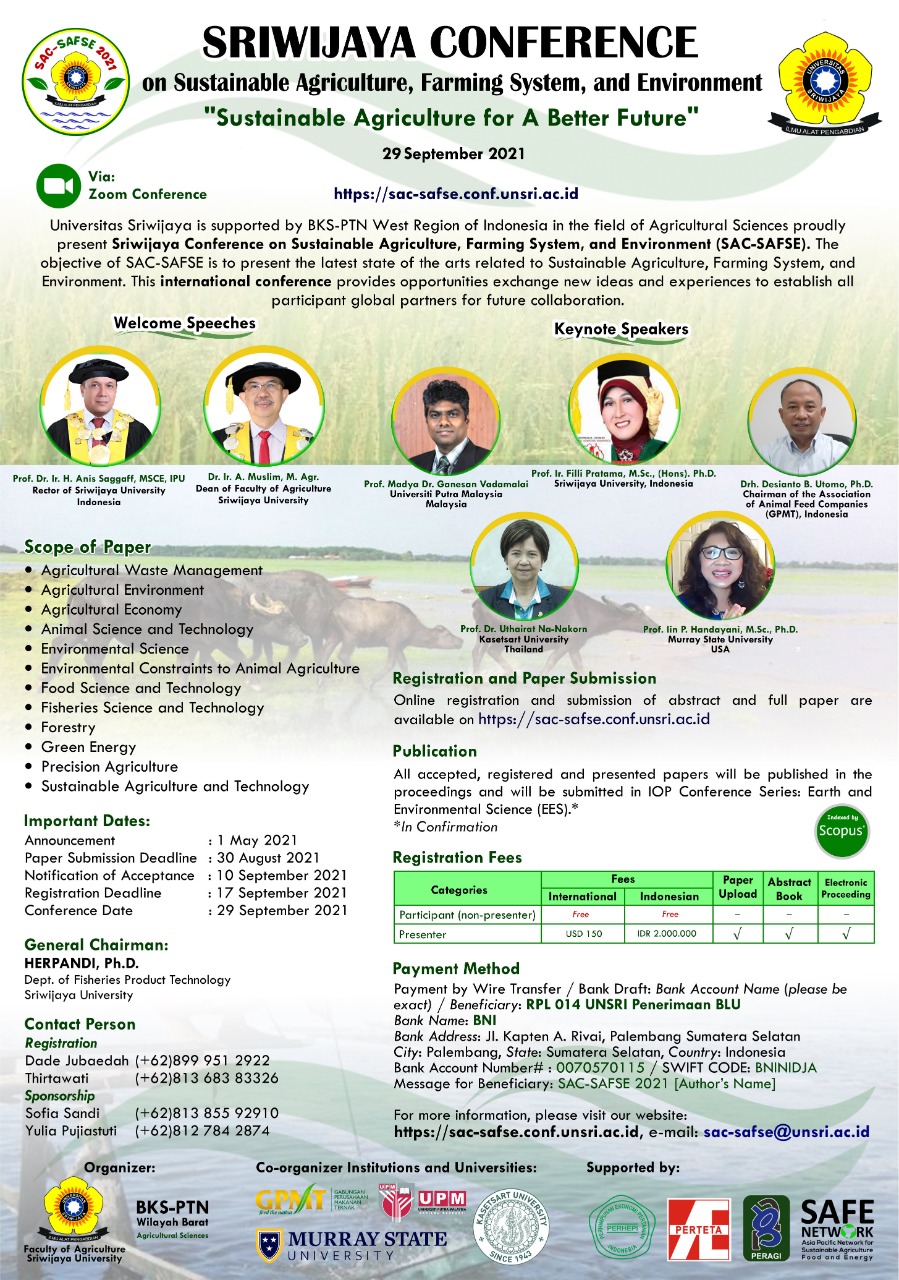 SAC-SAFSE 2021
ILMU ALAT PENGABDIAN
SRIWIJAYA CONFERENCE
on Sustainable Agriculture, Farming System, and Environment
"Sustainable Agriculture for A Better Future"
UNIVERSITAS SRIWIJAYA
ILMU ALAT PENGABDIAN
29 September 2021
Via:
Zoom Conference
https://sac-safse.conf.unsri.ac.id
Universitas Sriwijaya is supported by BKS-PTN West Region of Indonesia in the field of Agricultural Sciences proudly
present Sriwijaya Conference on Sustainable Agriculture, Farming System, and Environment (SAC-SAFSE). The
objective of SAC-SAFSE is to present the latest state of the arts related to Sustainable Agriculture, Farming System, and
Environment. This international conference provides opportunities exchange new ideas and experiences to establish all
participant global partners for future collaboration.
Welcome Speeches
Prof. Dr. Ir. H. Anis Saggaff, MSCE, IPU
Rector of Sriwijaya University
Indonesia
Dr. Ir. A. Muslim, M. Agr.
Dean of Faculty of Agriculture
Sriwijaya University
Keynote Speakers
Prof. Madya Dr. Ganesan Vadamalai
Universiti Putra Malaysia
Malaysia
Prof. Ir. Filli Pratama, M.Sc., (Hons). Ph.D.
Sriwijaya University, Indonesia
Drh. Desianto B. Utomo, Ph.D.
Chairman of the Association
of Animal Feed Companies
(GPMT), Indonesia
Prof. Dr. Uthairat Na-Nakorn
Kasetsart University
Thailand
Prof. Iin P. Handayani, M.Sc., Ph.D.
Murray State University
USA
Scope of Paper
• Agricultural Waste Management
• Agricultural Environment
• Agricultural Economy
• Animal Science and Technology
• Environmental Science
• Environmental Constraints to Animal Agriculture
• Food Science and Technology
• Fisheries Science and Technology
• Forestry
• Green Energy
• Precision Agriculture
• Sustainable Agriculture and Technology
Important Dates:
Announcement : 1 May 2021
Paper Submission Deadline : 30 August 2021
Notification of Acceptance : 10 September 2021
Registration Deadline : 17 September 2021
Conference Date : 29 September 2021
General Chairman:
HERPANDI, Ph.D.
Dept. of Fisheries Product Technology
Sriwijaya University
Contact Person
Registration
Dade Jubaedah (+62)899 951 2922
Thirtawati (+62)813 683 83326
Sponsorship
Sofia Sandi (+62)813 855 92910
Yulia Pujiastuti (+62)812 784 2874
Registration and Paper Submission
Online registration and submission of abstract and full paper are
available on https://sac-safse.conf.unsri.ac.id
Publication
All accepted, registered and presented papers will be published in the
proceedings and will be submitted in IOP Conference Series: Earth and
Environmental Science (EES).*
*In Confirmation
Indexed by
Scopus®
Registration Fees
Categories Fees Paper Upload Abstract Book Electronic Proceeding
International Indonesian
Participant (non-presenter) Free Free – – –
Presenter USD 150 IDR 2.000.000 √ √ √
Payment Method
Payment by Wire Transfer / Bank Draft: Bank Account Name (please be
exact) / Beneficiary: RPL 014 UNSRI Penerimaan BLU
Bank Name: BNI
Bank Address: Jl. Kapten A. Rivai, Palembang Sumatera Selatan
City: Palembang, State: Sumatera Selatan, Country: Indonesia
Bank Account Number# : 0070570115 / SWIFT CODE: BNINIDJA
Message for Beneficiary: SAC-SAFSE 2021 [Author's Name]
For more information, please visit our website:
https://sac-safse.conf.unsri.ac.id, e-mail: sac-safse@unsri.ac.id
Organizer:
Faculty of Agriculture
Sriwijaya University
BKS-PTN
Wilayah Barat
Agricultural Sciences
Co-organizer Institutions and Universities:
GPMT
GABUNGAN
PERUSAHAAN
MAKANAN
TERNAK
UIPM
UPM
MURRAY STATE
UNIVERSITY
KASETSART UNIVERSITY
SINCE 1943
Supported by:
PERHEPI
INDONESIA
PERTETA
PERAGI
SAFE
NETWORK
Asia Pacific Network for
Sustainable Agriculture
Food and Energy